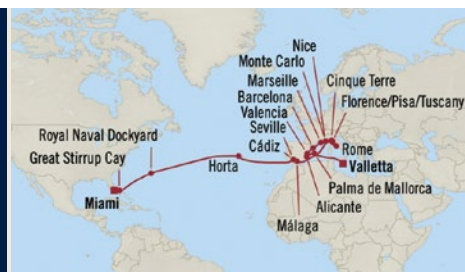 Nice
Monte Carlo
Marseille
Cinque Terre
Barcelona
Florence/Pisa/Tuscany
Valencia
Royal Naval Dockyard
Seville
Great Stirrup Cay
Cádiz
Rome
Horta
Valletta
Miami
Palma de Mallorca
Alicante
Málaga